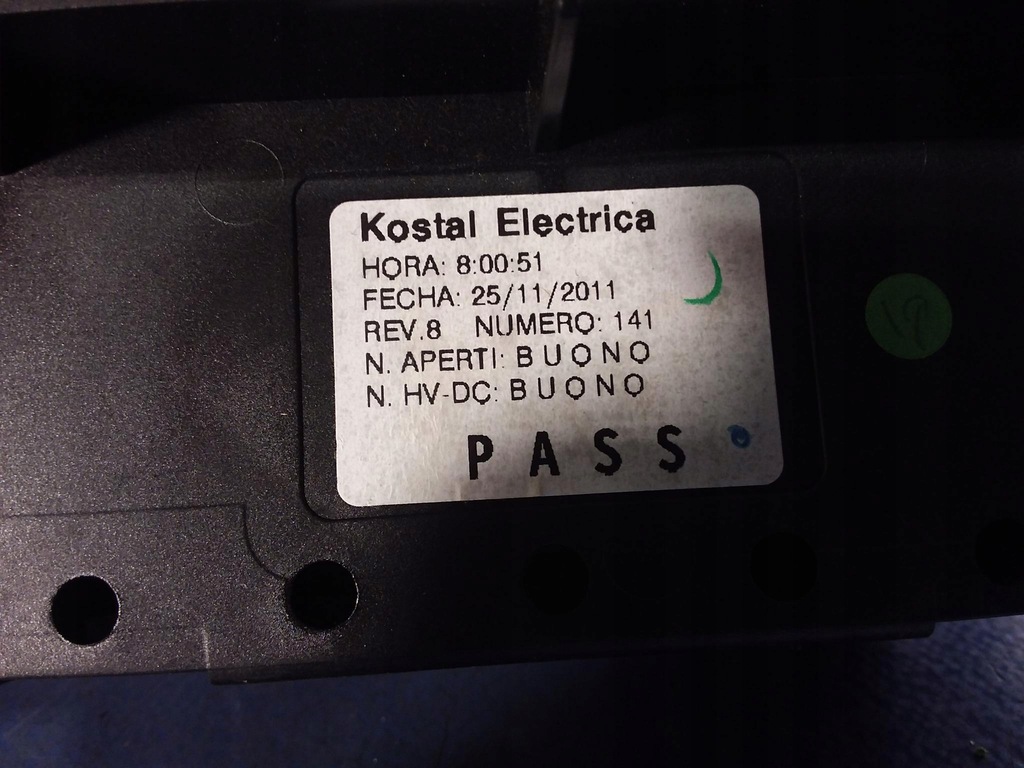 Kostal Electrica
HORA: 8:00:51
FECHA: 25/11/2011
REV.8 NUMERO: 141
N. APERTI: B U O N O
N. HV-DC: B U O N O
P A S S